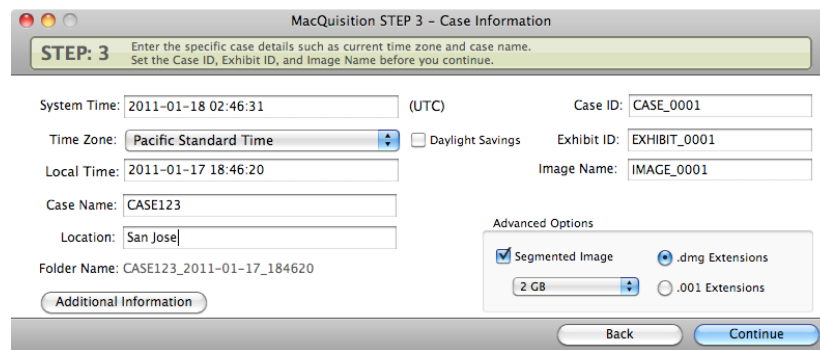 MacQuisition STEP 3 – Case Information
STEP: 3
Enter the specific case details such as current time zone and case name.
Set the Case ID, Exhibit ID, and Image Name before you continue.
System Time: 2011-01-18 02:46:31 (UTC)
Case ID: CASE_0001
Time Zone: Pacific Standard Time
Daylight Savings
Exhibit ID: EXHIBIT_0001
Local Time: 2011-01-17 18:46:20
Image Name: IMAGE_0001
Case Name: CASE123
Location: San Jose
Folder Name: CASE123_2011-01-17_184620
Additional Information
Advanced Options
Segmented Image
.dmg Extensions
2 GB
.001 Extensions
Back
Continue